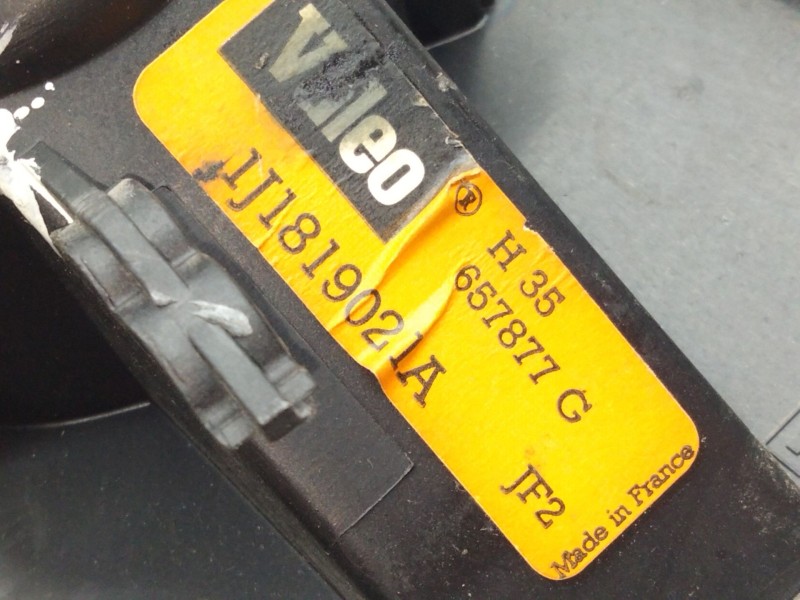 Valeo
®
1J1819021A
H 35
657877 G
JF2
Made in France